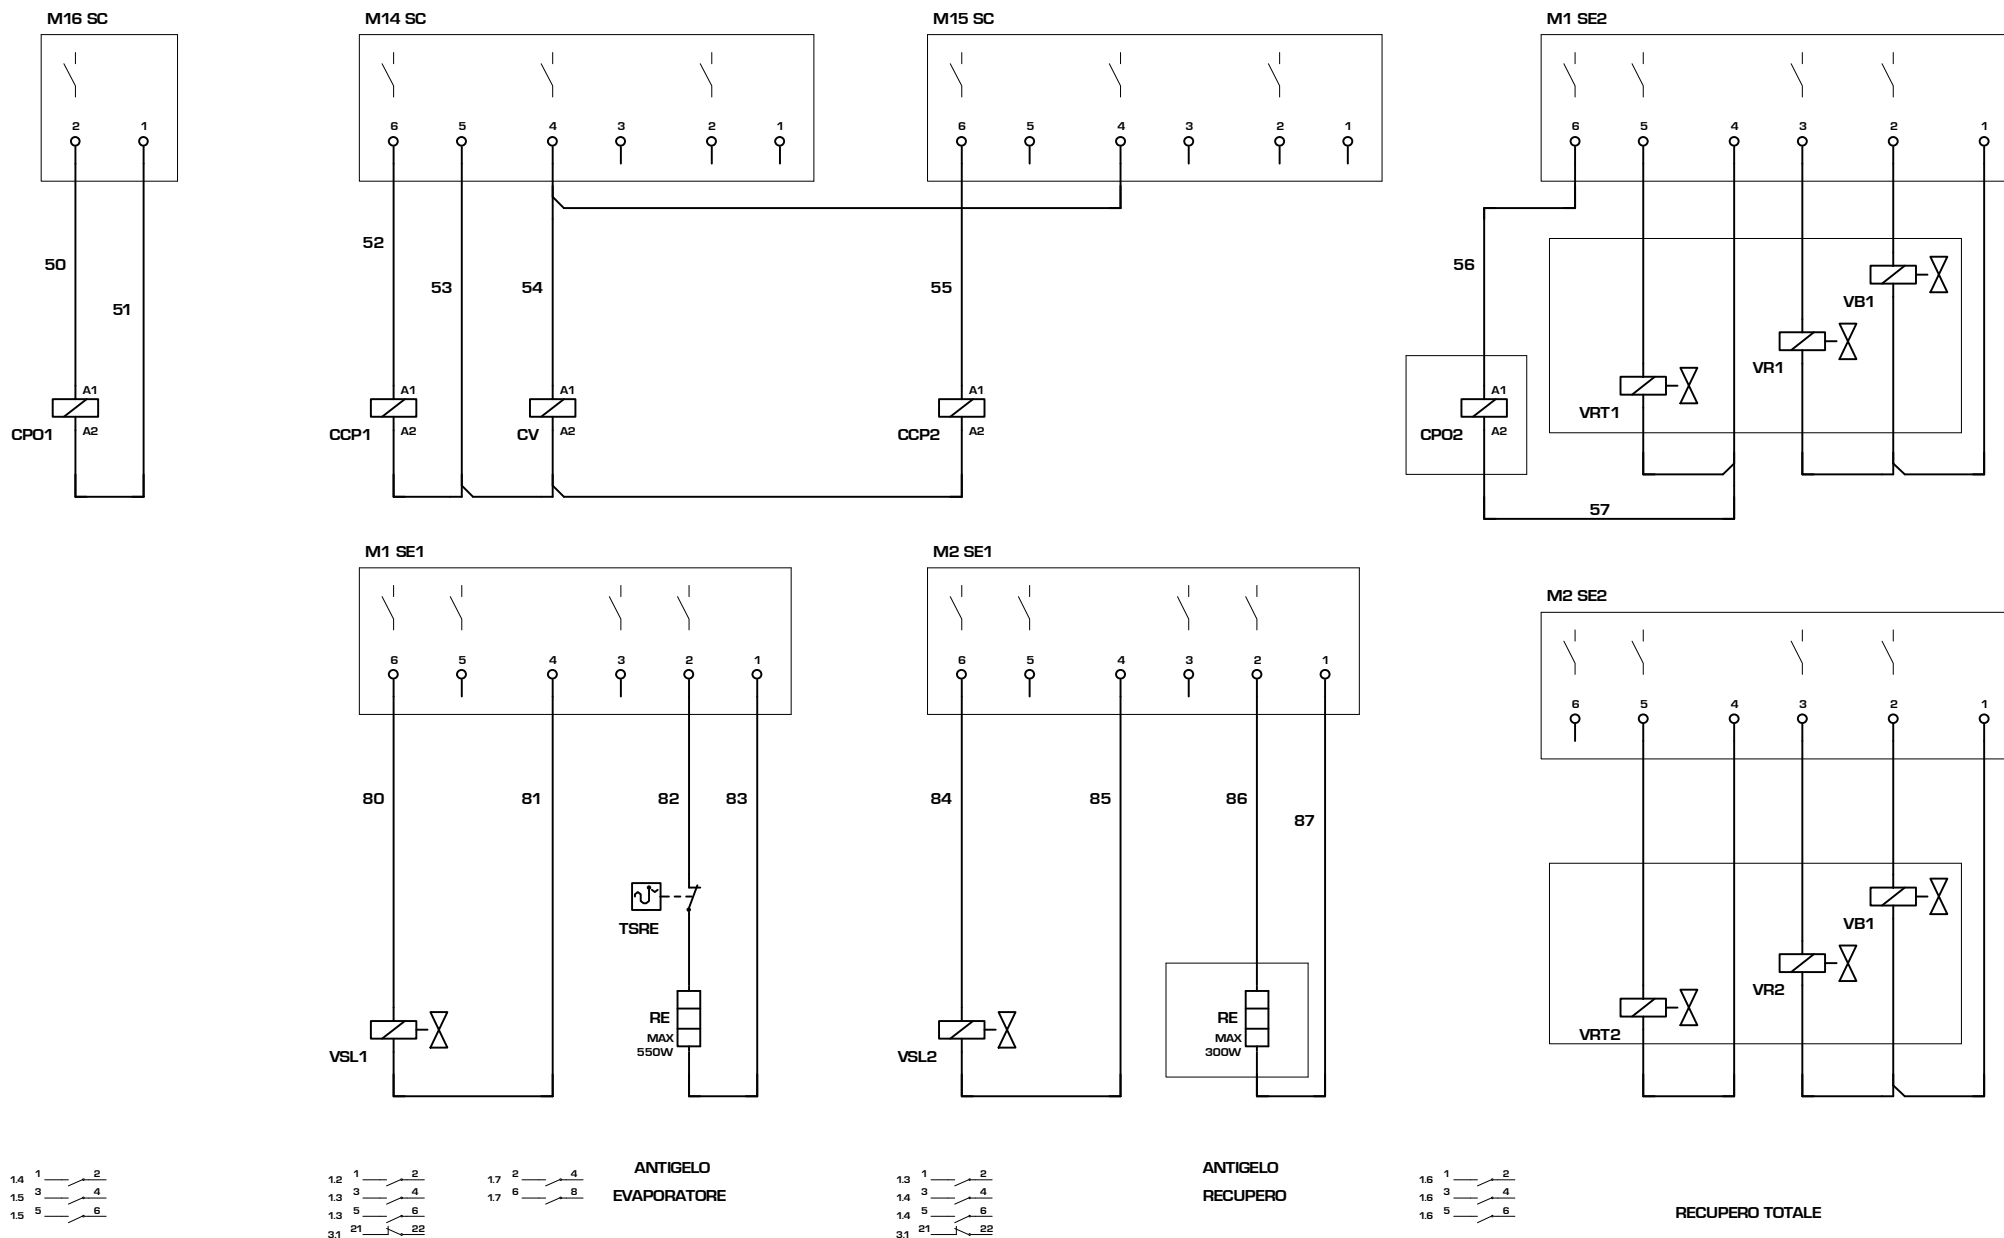 M16 SC
M14 SC
M15 SC
M1 SE2
2 1
6 5 4 3 2 1
6 5 4 3 2 1
6 5 4 3 2 1
50
51
52
53
54
55
56
VB1
VR1
VRT1
A1
A2
CPO1
A1
A2
CCP1
A1
A2
CV
A1
A2
CCP2
A1
A2
CPO2
57
M1 SE1
M2 SE1
M2 SE2
6 5 4 3 2 1
6 5 4 3 2 1
6 5 4 3 2 1
80
81
82
83
84
85
86
87
TSRE
VB1
VR2
VRT2
RE
MAX
550W
VSL1
RE
MAX
300W
VSL2
ANTIGELO
EVAPORATORE
ANTIGELO
RECUPERO
RECUPERO TOTALE
1.4 1 2
1.5 3 4
1.5 5 6
1.2 1 2
1.3 3 4
1.3 5 6
3.1 21 22
1.7 2 4
1.7 6 8
1.3 1 2
1.4 3 4
1.4 5 6
3.1 21 22
1.6 1 2
1.6 3 4
1.6 5 6